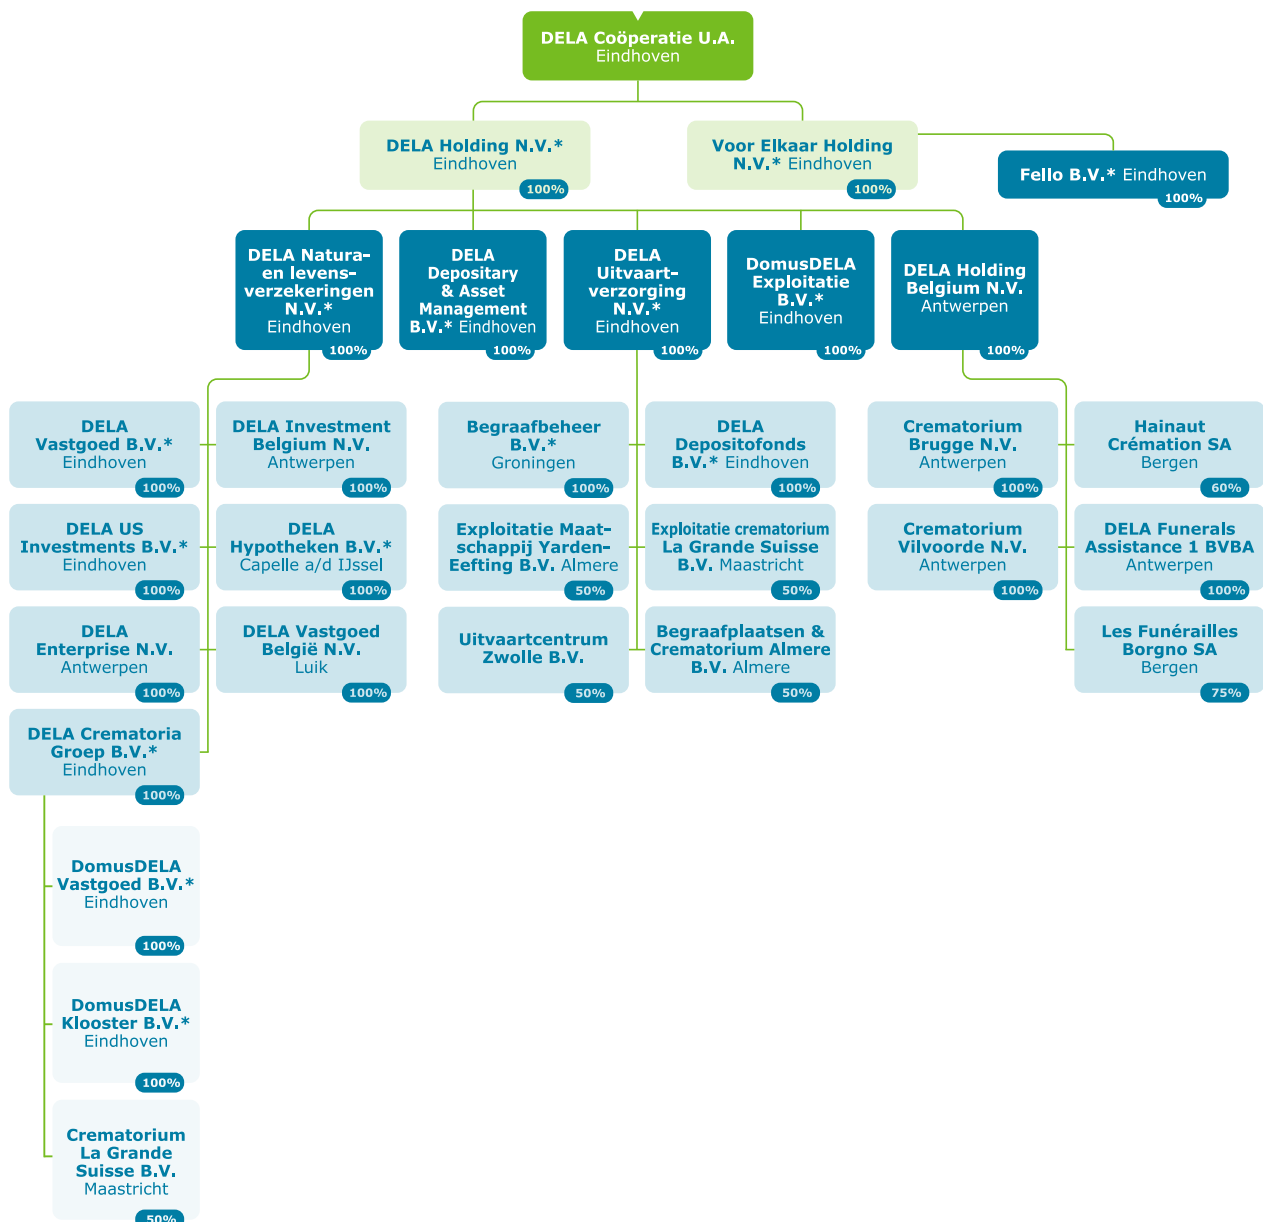 DELA Coöperatie U.A.
Eindhoven
DELA Holding N.V.*
Eindhoven
100%
Voor Elkaar Holding
N.V.* Eindhoven
100%
Fello B.V.* Eindhoven
100%
DELA Natura-
en levens-
verzekeringen
N.V.*
Eindhoven
100%
DELA
Depositary
& Asset
Management
B.V.* Eindhoven
100%
DELA
Uitvaart-
verzorging
N.V.*
Eindhoven
100%
DomusDELA
Exploitatie
B.V.*
Eindhoven
100%
DELA Holding
Belgium N.V.
Antwerpen
100%
DELA
Vastgoed B.V.*
Eindhoven
100%
DELA Investment
Belgium N.V.
Antwerpen
100%
Begraafbeheer
B.V.*
Groningen
100%
DELA
Depositofonds
B.V.* Eindhoven
100%
Crematorium
Brugge N.V.
Antwerpen
100%
Hainaut
Crémation SA
Bergen
60%
DELA US
Investments B.V.*
Eindhoven
100%
DELA
Hypotheken B.V.*
Capelle a/d IJssel
100%
Exploitatie Maat-
schappij Yarden-
Eefting B.V. Almere
50%
Exploitatie crematorium
La Grande Suisse
B.V. Maastricht
50%
Crematorium
Vilvoorde N.V.
Antwerpen
100%
DELA Funerals
Assistance 1 BVBA
Antwerpen
100%
DELA
Enterprise N.V.
Antwerpen
100%
DELA Vastgoed
België N.V.
Luik
100%
Uitvaartcentrum
Zwolle B.V.
50%
Begraafplaatsen &
Crematorium Almere
B.V. Almere
50%
Les Funérailles
Borgno SA
Bergen
75%
DELA Crematoria
Groep B.V.*
Eindhoven
100%
DomusDELA
Vastgoed B.V.*
Eindhoven
100%
DomusDELA
Klooster B.V.*
Eindhoven
100%
Crematorium
La Grande
Suisse B.V.
Maastricht
50%